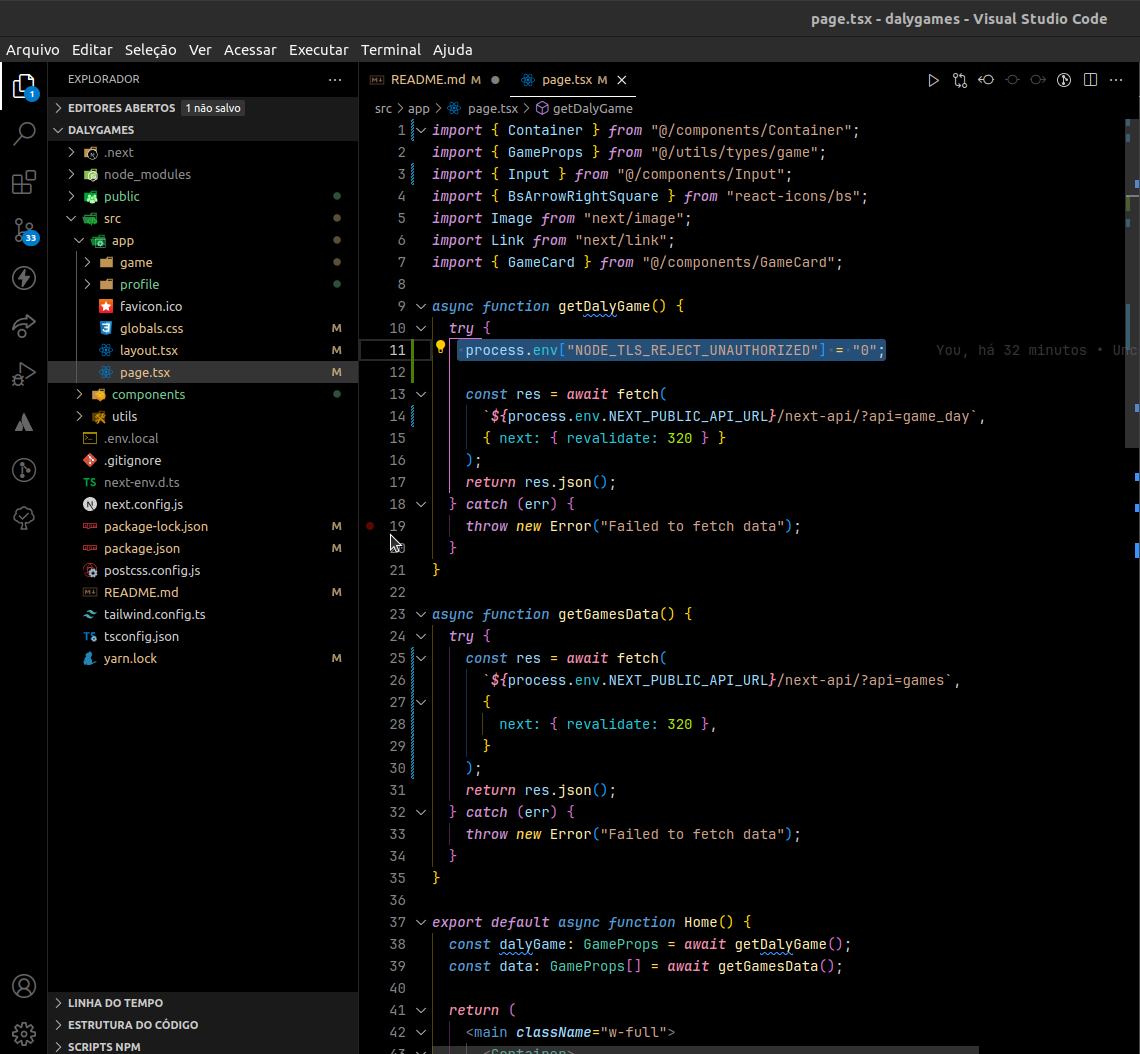 page.tsx - dalygames - Visual Studio Code
Arquivo Editar Seleção Ver Acessar Executar Terminal Ajuda
EXPLORADOR
EDITORES ABERTOS 1 não salvo
DALYGAMES
.next
node_modules
public
src
app
game
profile
favicon.ico
globals.css M
layout.tsx M
page.tsx M
components
utils
.env.local
.gitignore
TS next-env.d.ts
next.config.js
package-lock.json M
package.json M
postcss.config.js
README.md M
tailwind.config.ts
tsconfig.json
yarn.lock M
LINHA DO TEMPO
ESTRUTURA DO CÓDIGO
SCRIPTS NPM
1
33
README.md M
page.tsx M
src > app > page.tsx > getDalyGame
1 import { Container } from "@/components/Container";
2 import { GameProps } from "@/utils/types/game";
3 import { Input } from "@/components/Input";
4 import { BsArrowRightSquare } from "react-icons/bs";
5 import Image from "next/image";
6 import Link from "next/link";
7 import { GameCard } from "@/components/GameCard";
8
9 async function getDalyGame() {
10 try {
11 process.env["NODE_TLS_REJECT_UNAUTHORIZED"] = "0"; You, há 32 minutos • Unc
12
13 const res = await fetch(
14 `${process.env.NEXT_PUBLIC_API_URL}/next-api/?api=game_day`,
15 { next: { revalidate: 320 } }
16 );
17 return res.json();
18 } catch (err) {
19 throw new Error("Failed to fetch data");
20 }
21 }
22
23 async function getGamesData() {
24 try {
25 const res = await fetch(
26 `${process.env.NEXT_PUBLIC_API_URL}/next-api/?api=games`,
27 {
28 next: { revalidate: 320 },
29 }
30 );
31 return res.json();
32 } catch (err) {
33 throw new Error("Failed to fetch data");
34 }
35 }
36
37 export default async function Home() {
38 const dalyGame: GameProps = await getDalyGame();
39 const data: GameProps[] = await getGamesData();
40
41 return (
42 <main className="w-full">
43 <Container>